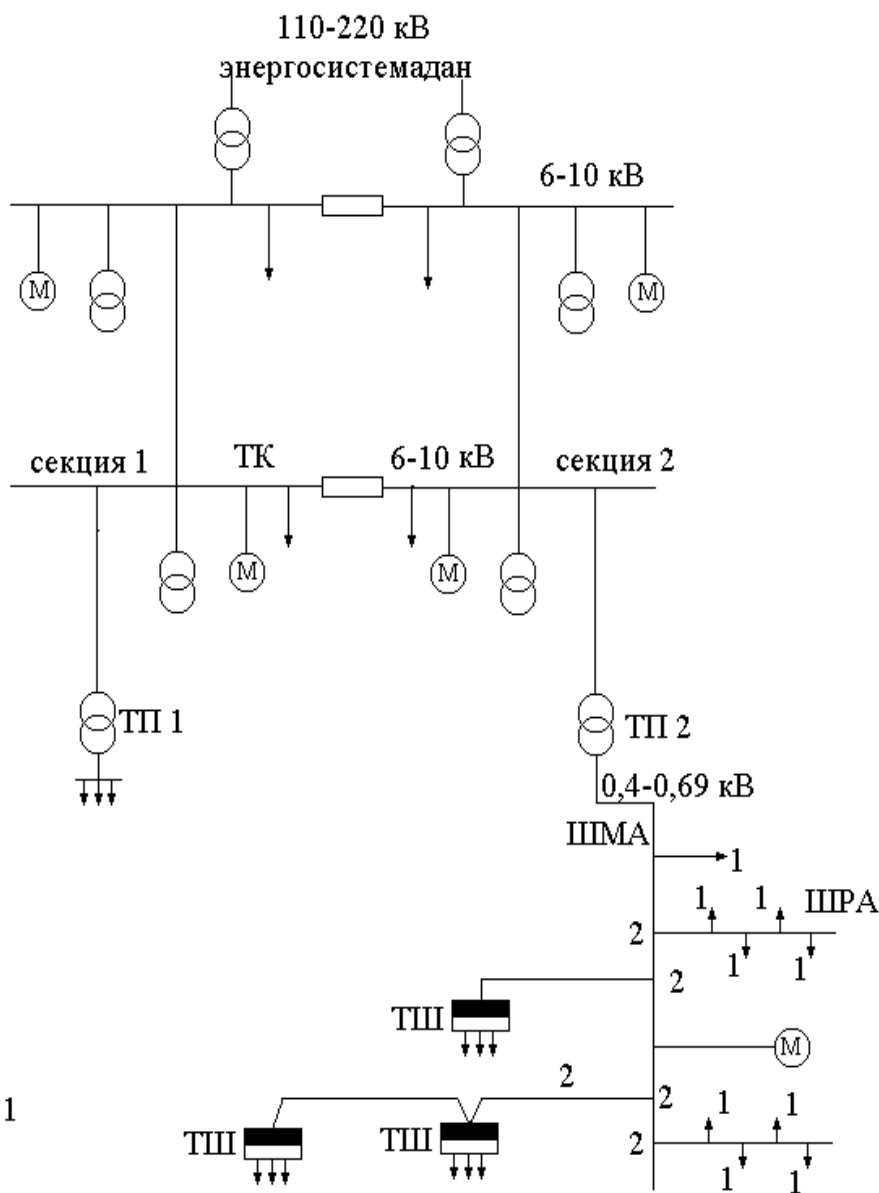 110-220 кВ
энергосистемадан
6-10 кВ
М
М
секция 1
ТК
6-10 кВ
секция 2
М
М
ТП 1
ТП 2
0,4-0,69 кВ
ШМА
1
1
1
ШРА
2
1
1
2
ТШ
М
2
2
1
1
1
ТШ
ТШ
2
1
1